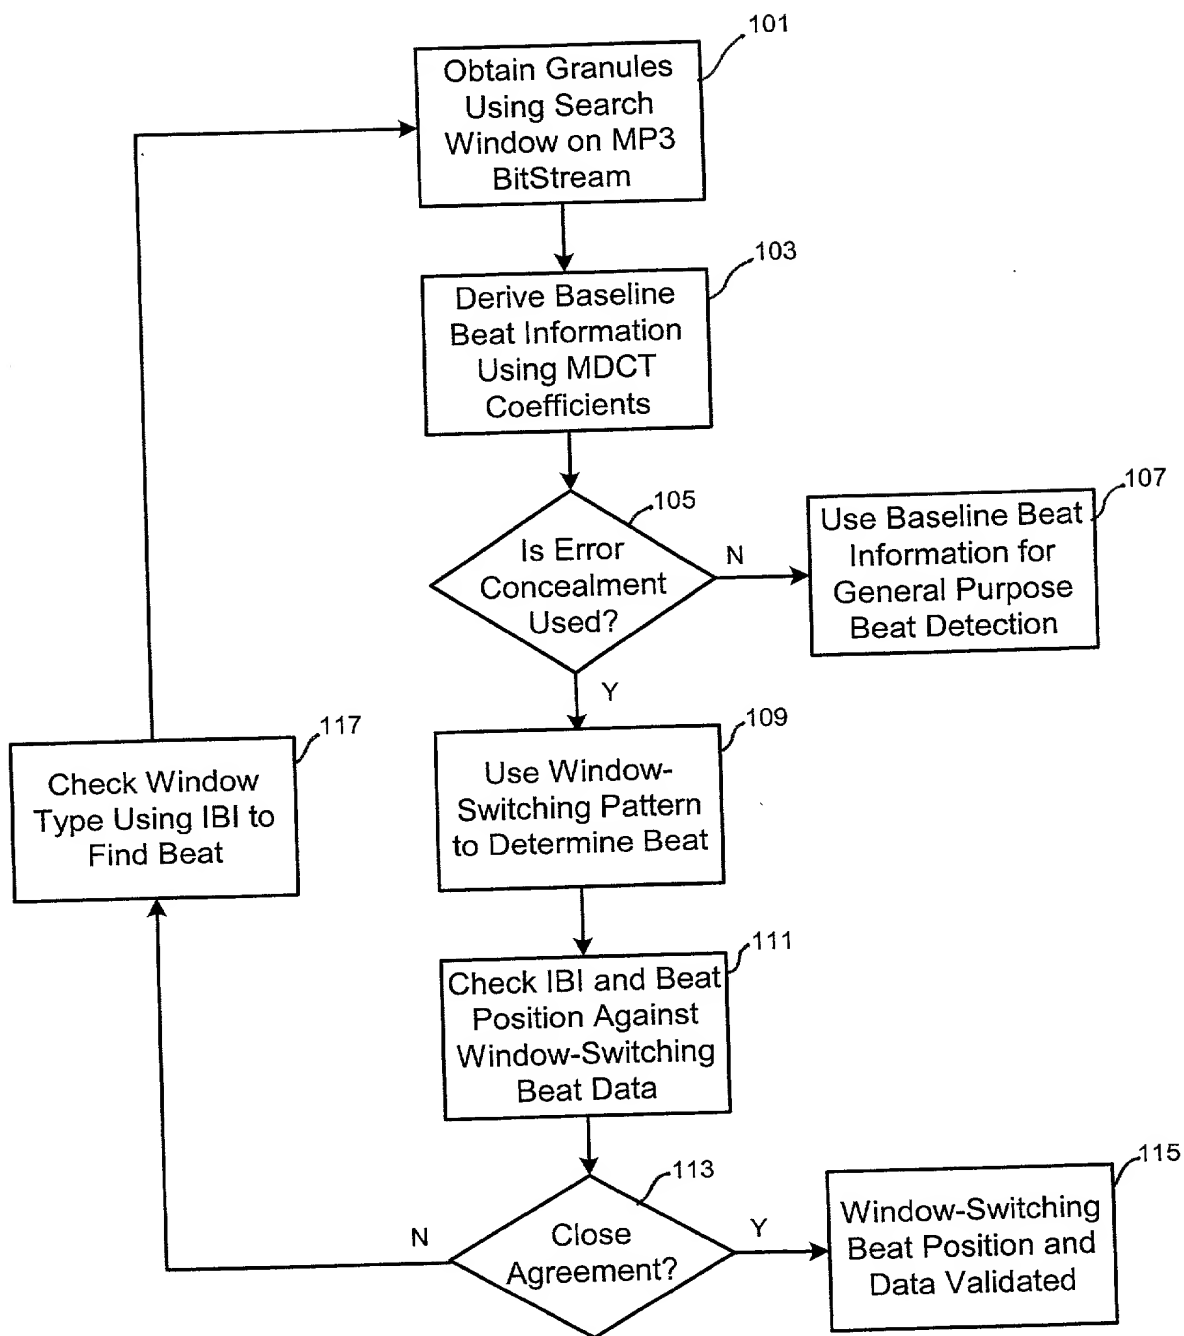 101
Obtain Granules
Using Search
Window on MP3
BitStream
103
Derive Baseline
Beat Information
Using MDCT
Coefficients
105
Is Error
Concealment
Used?
N
107
Use Baseline Beat
Information for
General Purpose
Beat Detection
Y
109
Use Window-
Switching Pattern
to Determine Beat
117
Check Window
Type Using IBI to
Find Beat
111
Check IBI and Beat
Position Against
Window-Switching
Beat Data
113
Close
Agreement?
N
Y
115
Window-Switching
Beat Position and
Data Validated